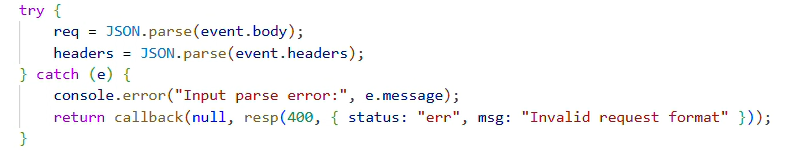 try {
    req = JSON.parse(event.body);
    headers = JSON.parse(event.headers);
} catch (e) {
    console.error("Input parse error:", e.message);
    return callback(null, resp(400, { status: "err", msg: "Invalid request format" }));
}